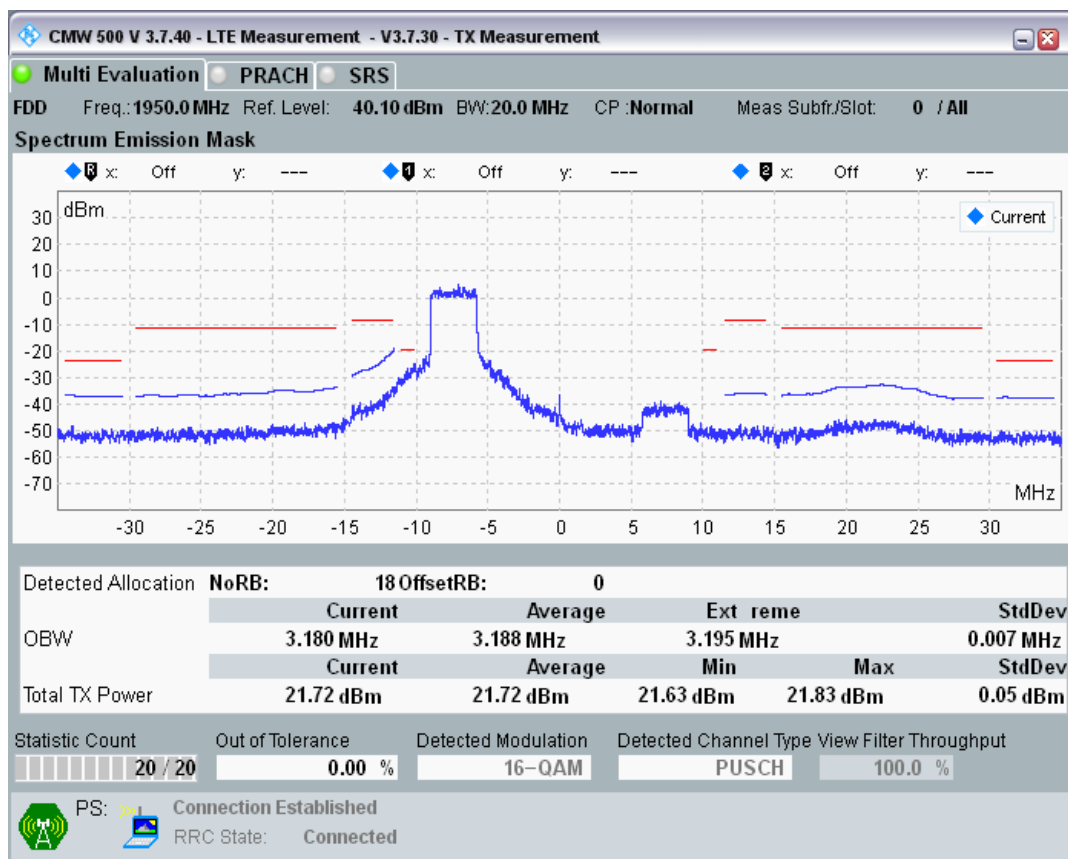 CMW 500 V 3.7.40 - LTE Measurement - V3.7.30 - TX Measurement
Multi Evaluation PRACH SRS
FDD Freq.: 1950.0 MHz Ref. Level: 40.10 dBm BW: 20.0 MHz CP : Normal Meas Subfr./Slot: 0 / All
Spectrum Emission Mask
R x: Off y: --- 1 x: Off y: --- 2 x: Off y: ---
dBm
Current
30
20
10
0
-10
-20
-30
-40
-50
-60
-70
MHz
-30 -25 -20 -15 -10 -5 0 5 10 15 20 25 30
Detected Allocation NoRB: 18 OffsetRB: 0
Current Average Ext reme StdDev
OBW 3.180 MHz 3.188 MHz 3.195 MHz 0.007 MHz
Current Average Min Max StdDev
Total TX Power 21.72 dBm 21.72 dBm 21.63 dBm 21.83 dBm 0.05 dBm
Statistic Count Out of Tolerance Detected Modulation Detected Channel Type View Filter Throughput
20 / 20 0.00 % 16-QAM PUSCH 100.0 %
PS: Connection Established
RRC State: Connected